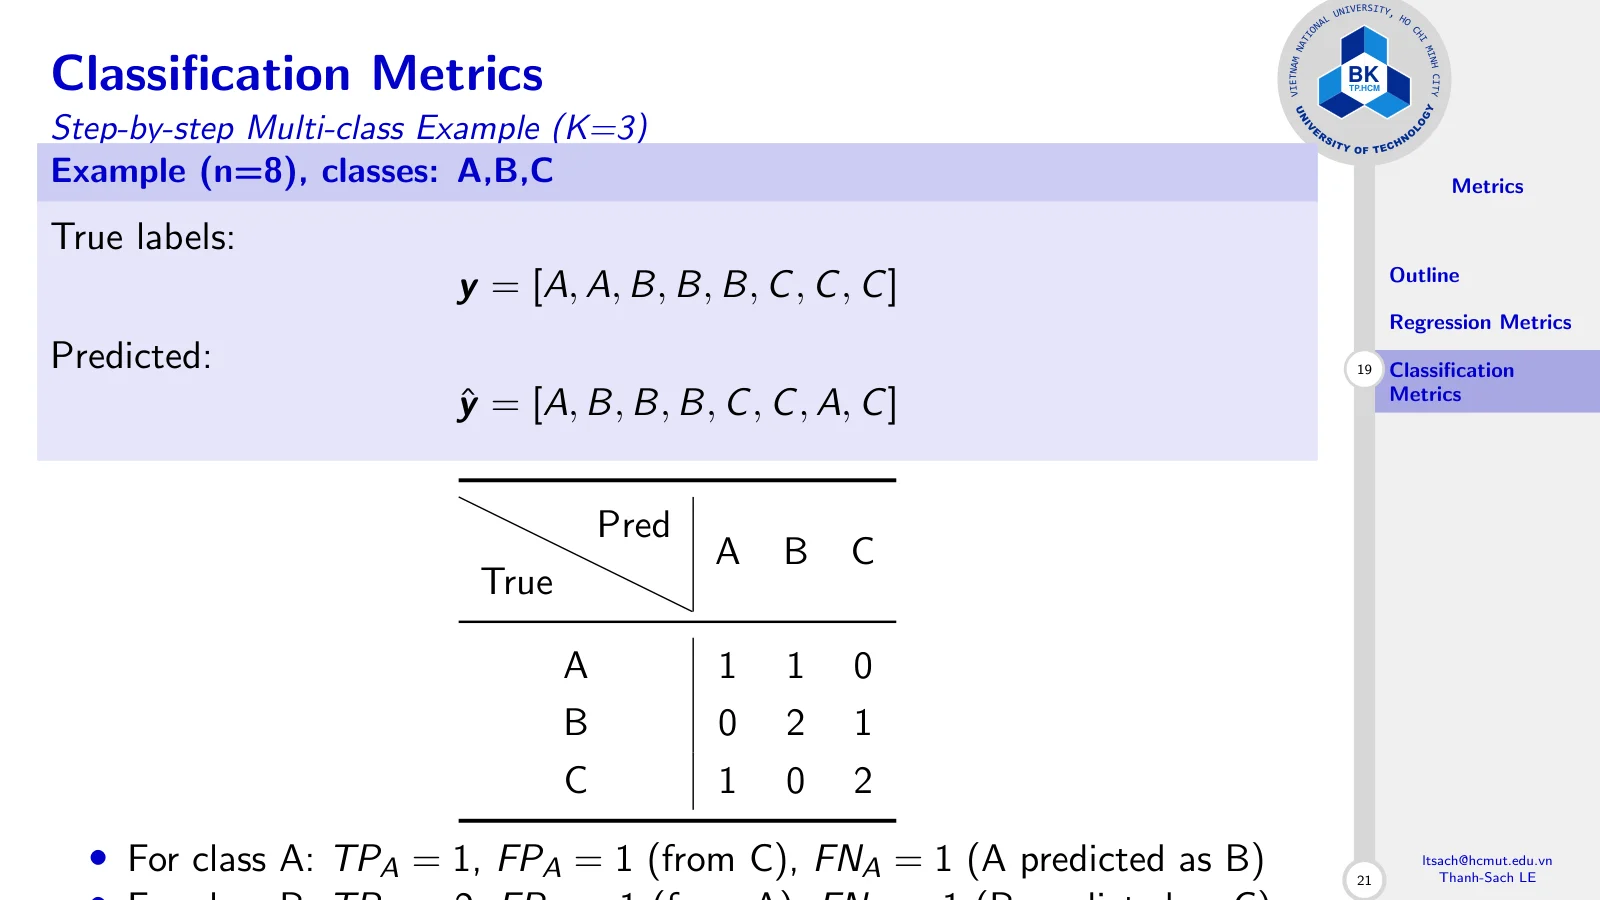 Classification Metrics
Step-by-step Multi-class Example (K=3)
Example (n=8), classes: A,B,C
True labels:
y = [A, A, B, B, B, C, C, C]
Predicted:
ŷ = [A, B, B, B, C, C, A, C]
Pred
True
A B C
A 1 1 0
B 0 2 1
C 1 0 2
• For class A: TP_A = 1, FP_A = 1 (from C), FN_A = 1 (A predicted as B)
VIETNAM NATIONAL UNIVERSITY, HO CHI MINH CITY
BK
TP.HCM
UNIVERSITY OF TECHNOLOGY
Metrics
Outline
Regression Metrics
19
Classification
Metrics
ltsach@hcmut.edu.vn
Thanh-Sach LE
21